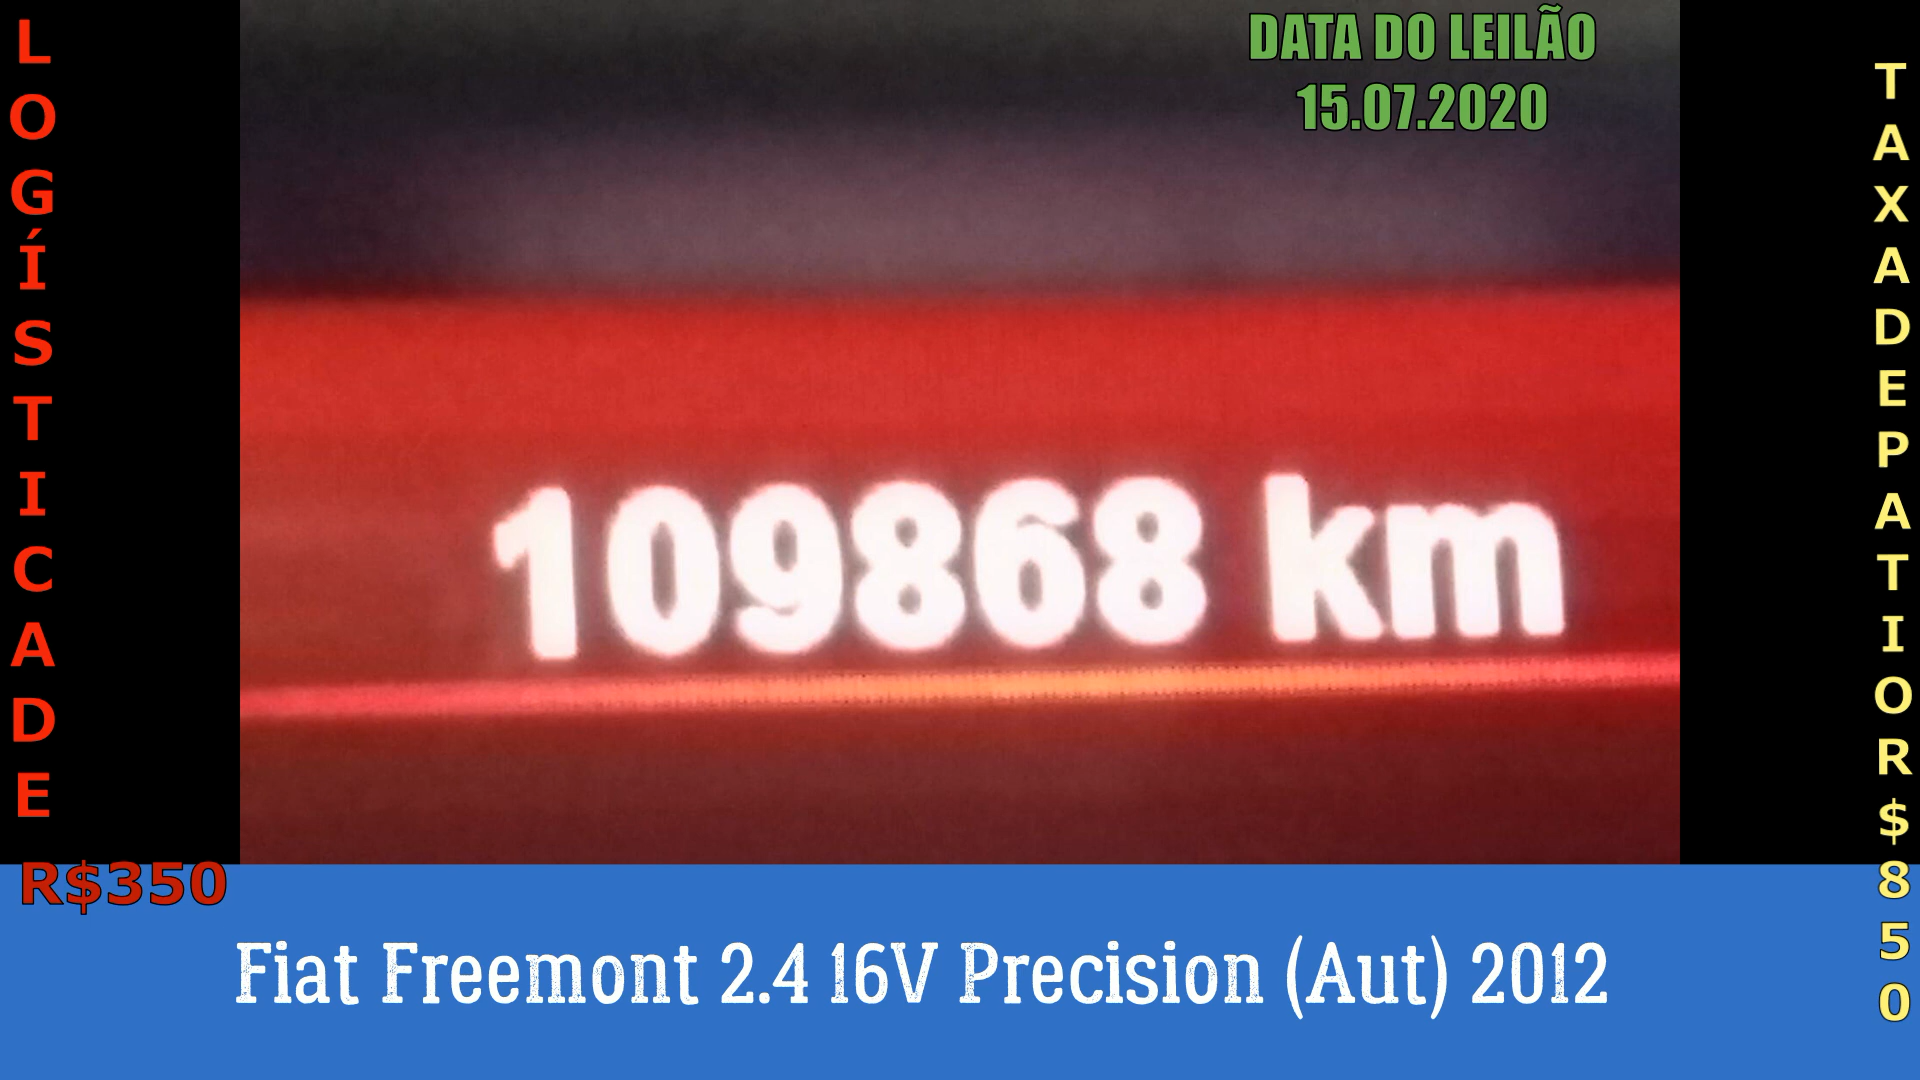 LOGÍSTICA DE
R$350
DATA DO LEILÃO
15.07.2020
109868 km
TAXA DE PATIO R$850
Fiat Freemont 2.4 16V Precision (Aut) 2012